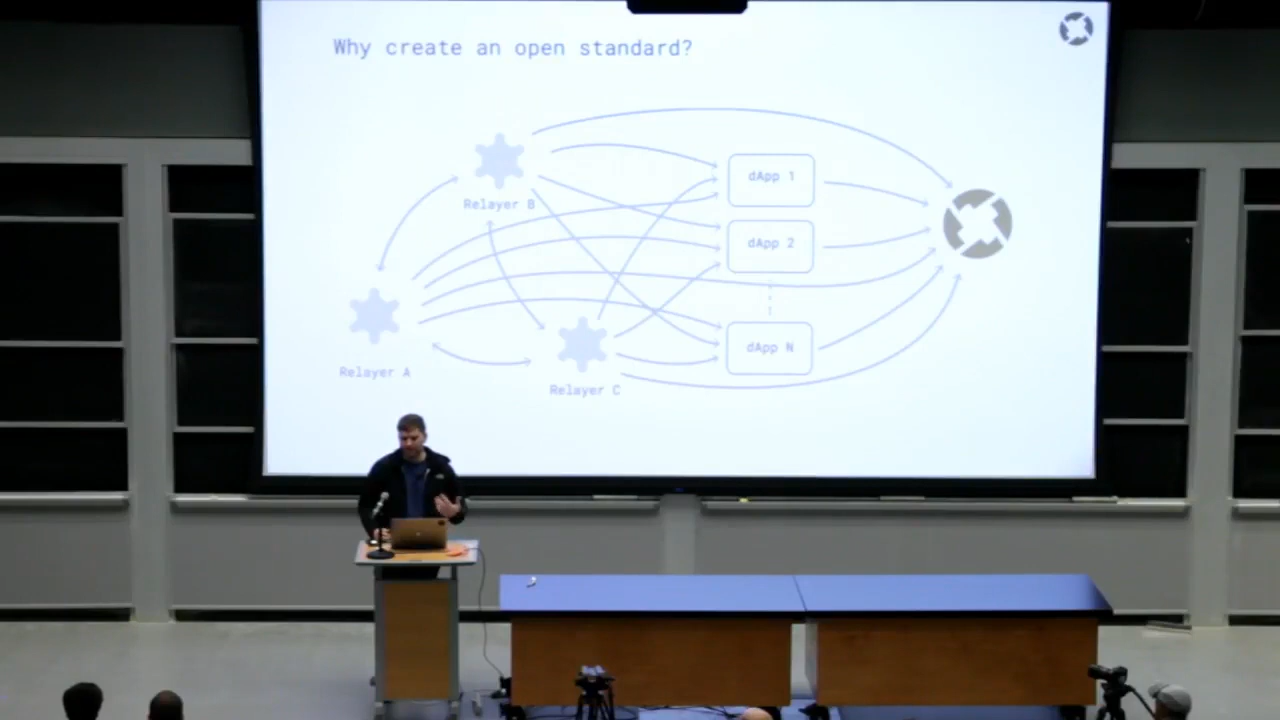 Why create an open standard?
Relayer B
dApp 1
dApp 2
Relayer A
dApp N
Relayer C